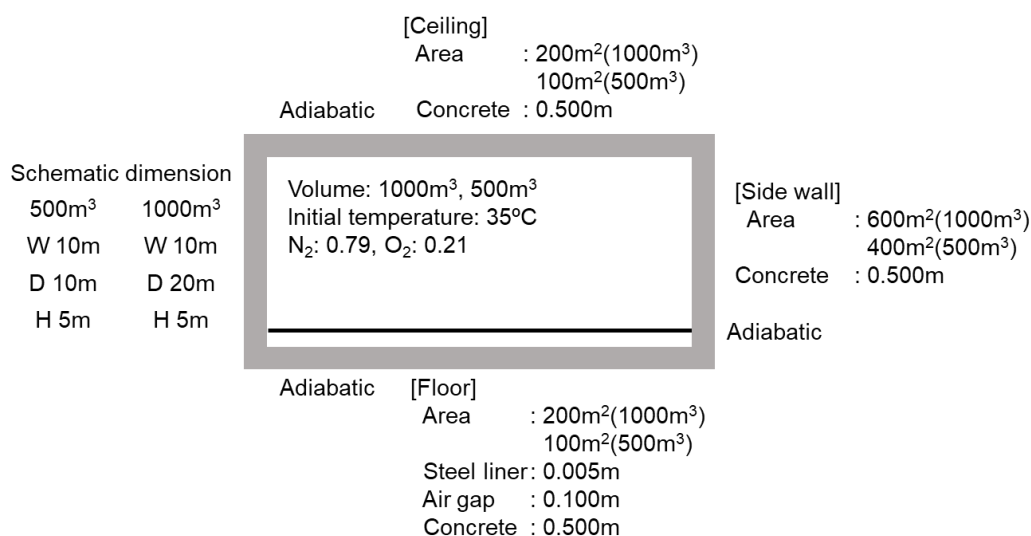 [Ceiling]
Area : 200m²(1000m³)
100m²(500m³)
Adiabatic Concrete : 0.500m
Schematic dimension
500m³ 1000m³
W 10m W 10m
D 10m D 20m
H 5m H 5m
Volume: 1000m³, 500m³
Initial temperature: 35ºC
N₂: 0.79, O₂: 0.21
[Side wall]
Area : 600m²(1000m³)
400m²(500m³)
Concrete : 0.500m
Adiabatic
Adiabatic [Floor]
Area : 200m²(1000m³)
100m²(500m³)
Steel liner: 0.005m
Air gap : 0.100m
Concrete : 0.500m